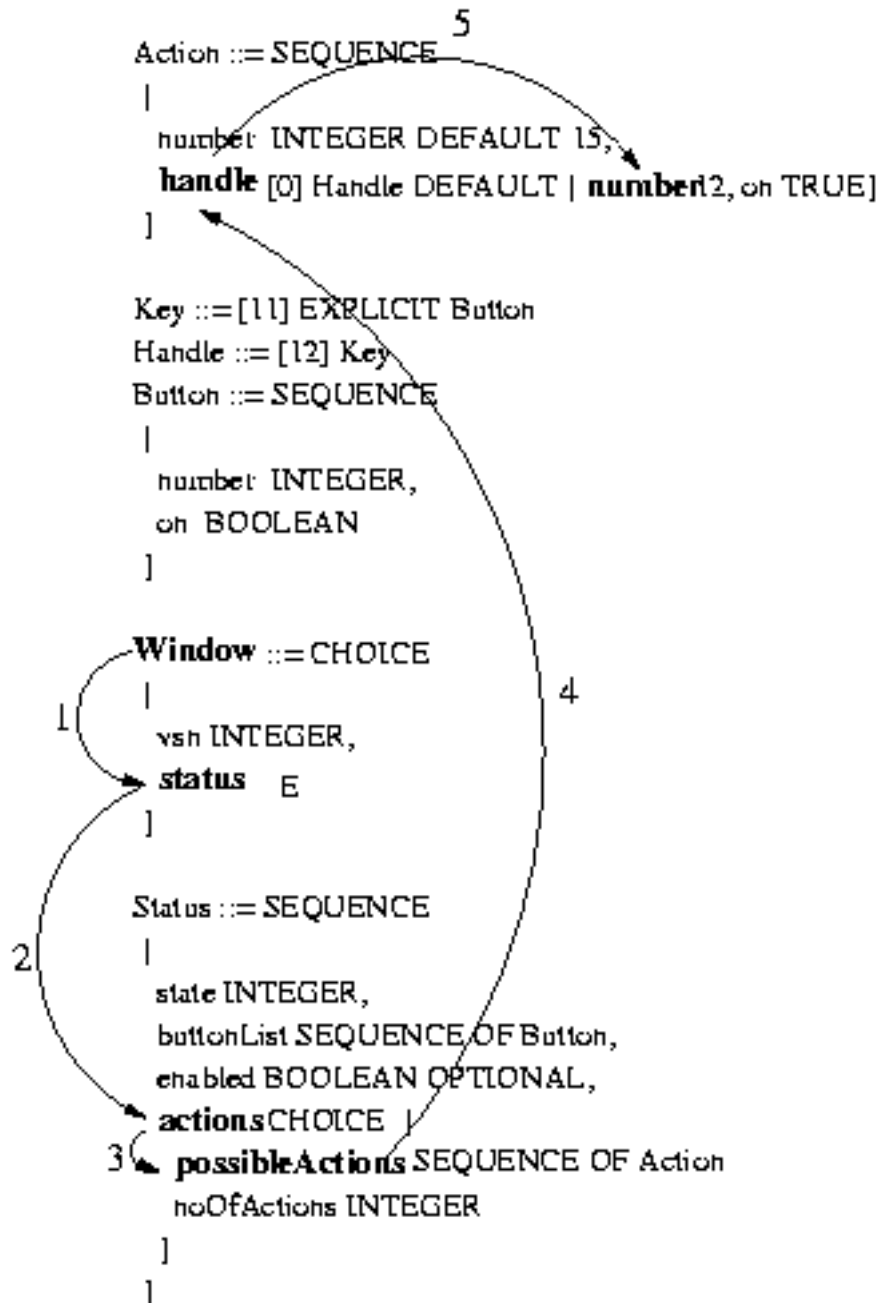 5
Action ::= SEQUENCE
|
number INTEGER DEFAULT 15,
handle [0] Handle DEFAULT | number12, on TRUE]
]
Key ::= [11] EXPLICIT Button
Handle ::= [12] Key
Button ::= SEQUENCE
|
number INTEGER,
on BOOLEAN
]
Window ::= CHOICE
|
1
4
vsn INTEGER,
status E
]
Status ::= SEQUENCE
|
2
state INTEGER,
buttonList SEQUENCE OF Button,
enabled BOOLEAN OPTIONAL,
actions CHOICE |
3
possibleActions SEQUENCE OF Action
noOfActions INTEGER
]
]